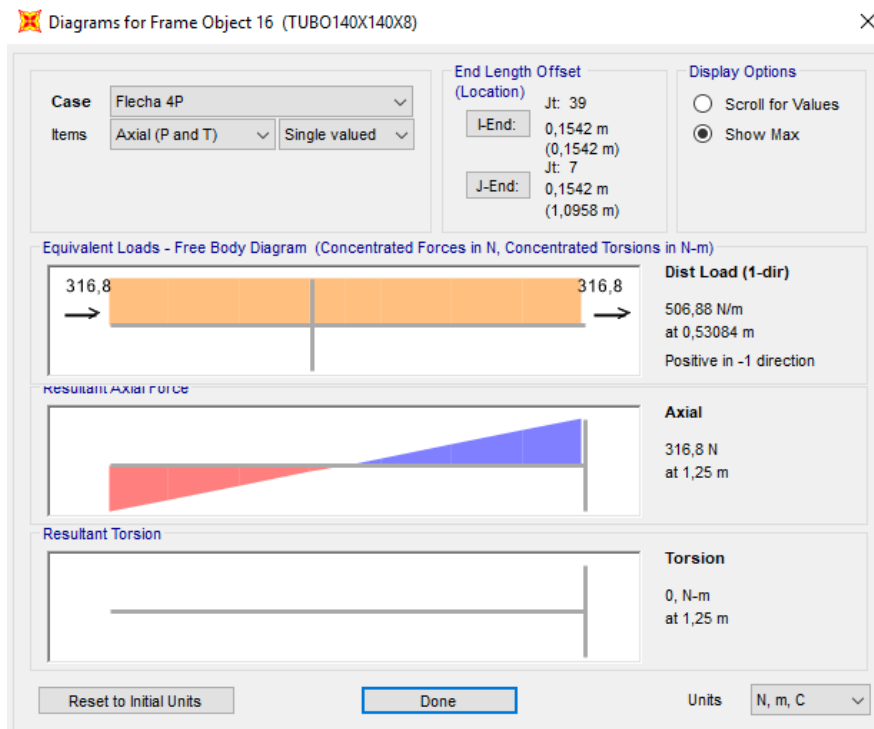 Diagrams for Frame Object 16 (TUBO140X140X8)
Case
Flecha 4P
Items
Axial (P and T)
Single valued
End Length Offset
(Location)
Jt: 39
I-End:
0,1542 m
(0,1542 m)
Jt: 7
J-End:
0,1542 m
(1,0958 m)
Display Options
Scroll for Values
Show Max
Equivalent Loads - Free Body Diagram (Concentrated Forces in N, Concentrated Torsions in N-m)
316,8
316,8
Dist Load (1-dir)
506,88 N/m
at 0,53084 m
Positive in -1 direction
Resultant Axial Force
Axial
316,8 N
at 1,25 m
Resultant Torsion
Torsion
0, N-m
at 1,25 m
Reset to Initial Units
Done
Units
N, m, C